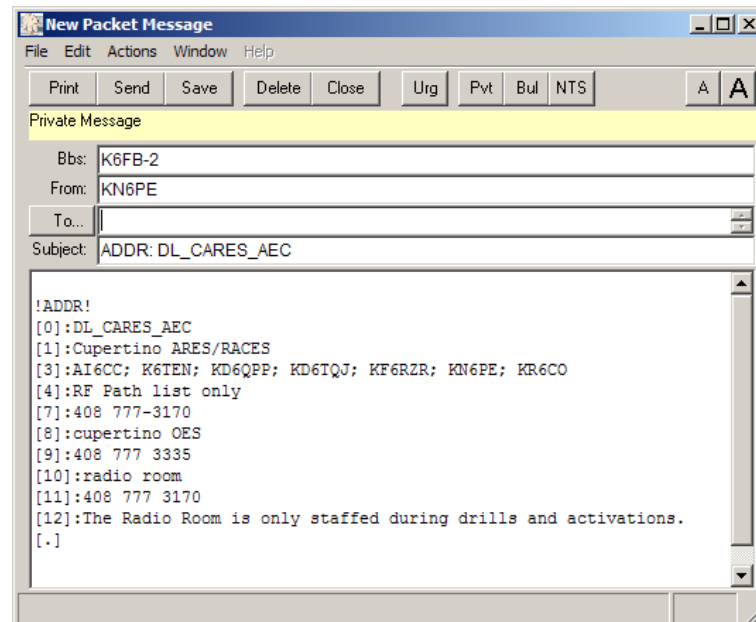 New Packet Message
File Edit Actions Window Help
Print Send Save Delete Close Urg Pvt Bul NTS A A
Private Message
Bbs: K6FB-2
From: KN6PE
To...
Subject: ADDR: DL_CARES_AEC
!ADDR!
[0]:DL_CARES_AEC
[1]:Cupertino ARES/RACES
[3]:AI6CC; K6TEN; KD6QPP; KD6TQJ; KF6RZR; KN6PE; KR6CO
[4]:RF Path list only
[7]:408 777-3170
[8]:cupertino OES
[9]:408 777 3335
[10]:radio room
[11]:408 777 3170
[12]:The Radio Room is only staffed during drills and activations.
[.]